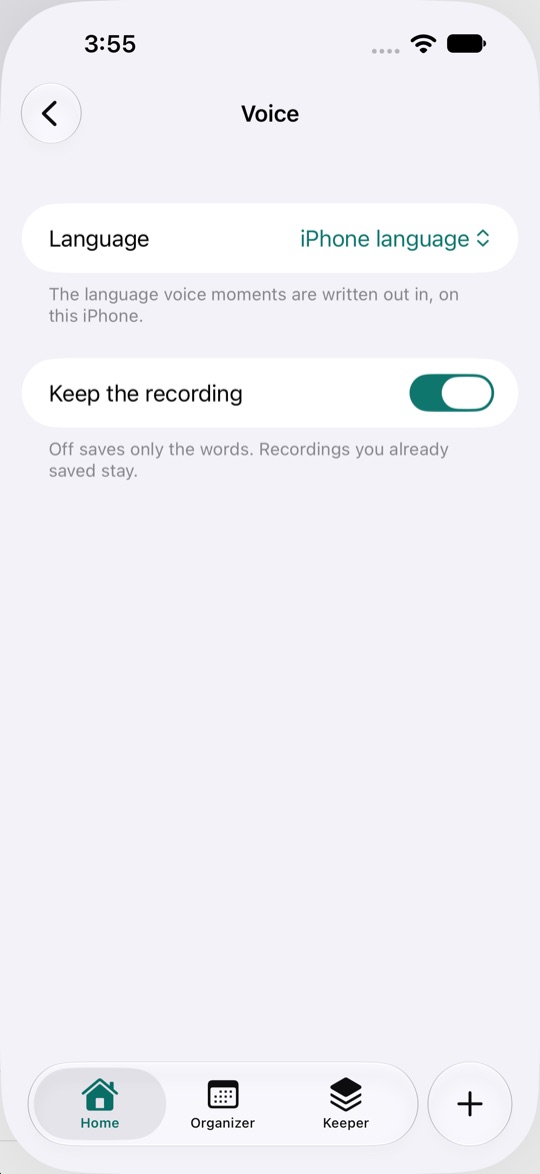 3:55
Voice
Language
iPhone language
The language voice moments are written out in, on
this iPhone.
Keep the recording
Off saves only the words. Recordings you already
saved stay.
Home
Organizer
Keeper